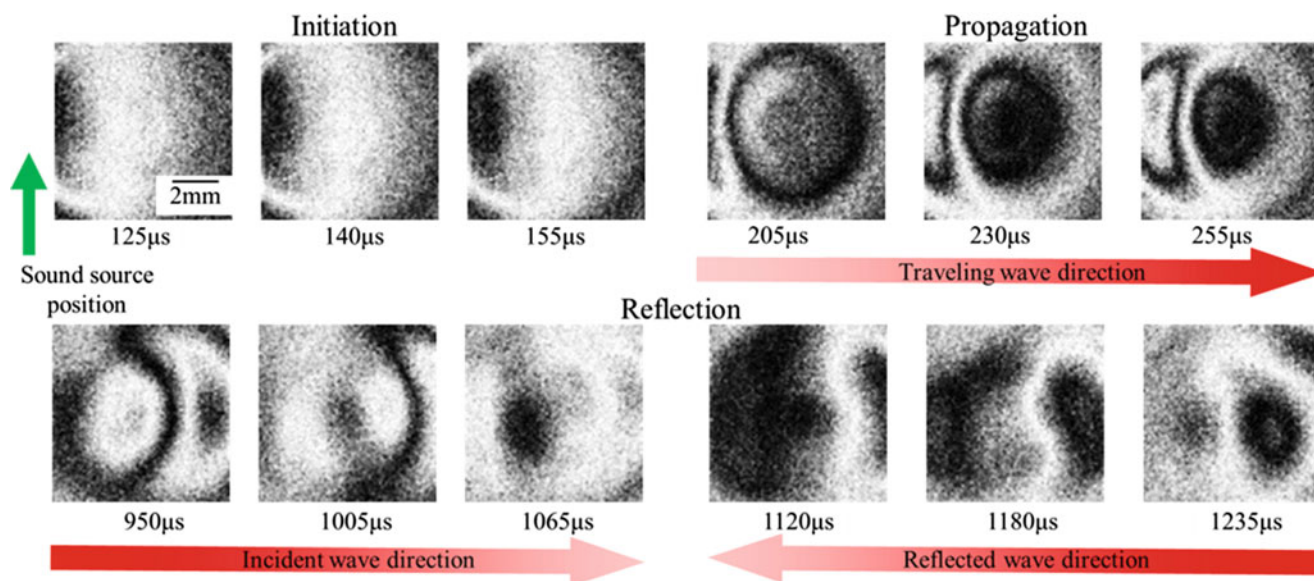 Initiation
Propagation
2mm
125μs
140μs
155μs
205μs
230μs
255μs
Sound source
position
Traveling wave direction
Reflection
950μs
1005μs
1065μs
1120μs
1180μs
1235μs
Incident wave direction
Reflected wave direction